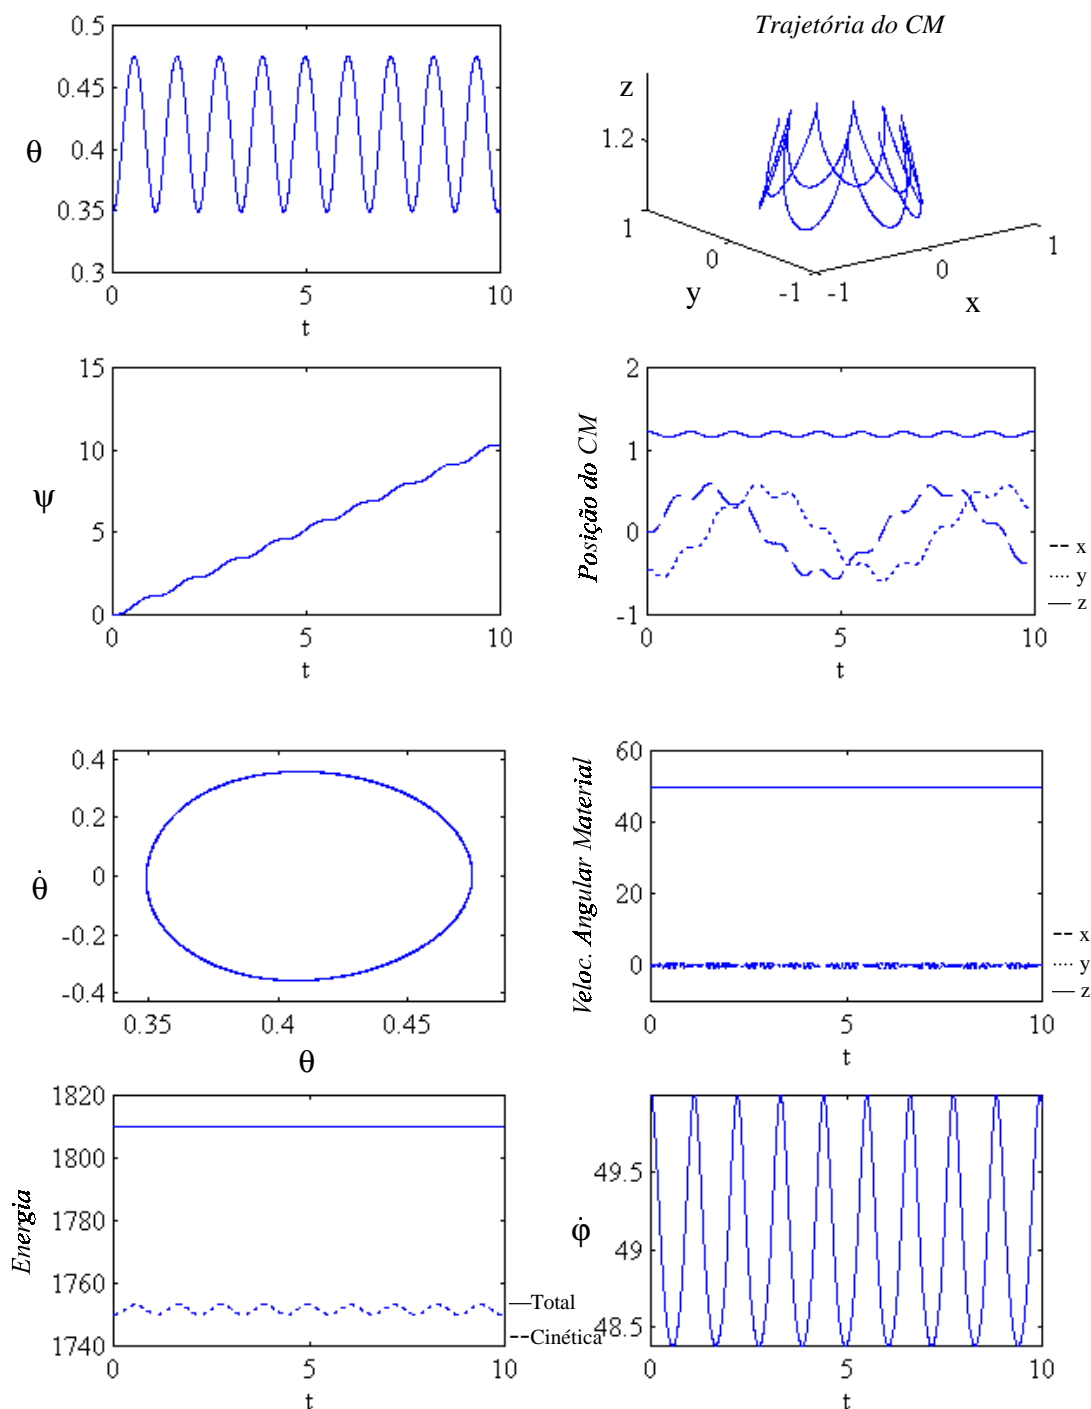 0.5
0.45
0.4
0.35
0.3
θ
0
5
10
t
Trajetória do CM
z
1.2
1
0
-1
y
-1
0
1
x
15
10
5
0
ψ
0
5
10
t
2
1
0
-1
Posição do CM
0
5
10
t
-- x
.... y
— z
0.4
0.2
0
-0.2
-0.4
θ̇
0.35
0.4
0.45
θ
60
40
20
0
Veloc. Angular Material
0
5
10
t
-- x
.... y
— z
1820
1800
1780
1760
1740
Energia
0
5
10
t
—Total
--Cinética
49.5
49
48.5
φ̇
0
5
10
t